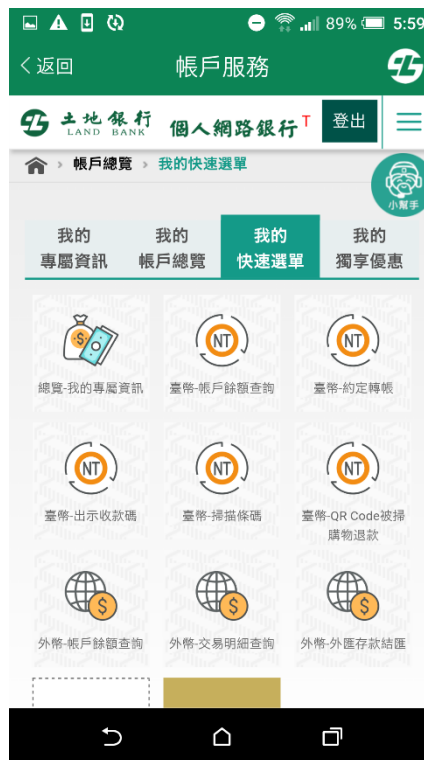 89% 5:59
返回 帳戶服務
土地銀行 個人網路銀行 T 登出
LAND BANK
帳戶總覽 > 我的快速選單
小幫手
我的 我的 我的 我的
專屬資訊 帳戶總覽 快速選單 獨享優惠
總覽-我的專屬資訊 臺幣-帳戶餘額查詢 臺幣-約定轉帳
臺幣-出示收款碼 臺幣-掃描條碼 臺幣-QR Code被掃
購物退款
外幣-帳戶餘額查詢 外幣-交易明細查詢 外幣-外匯存款結匯